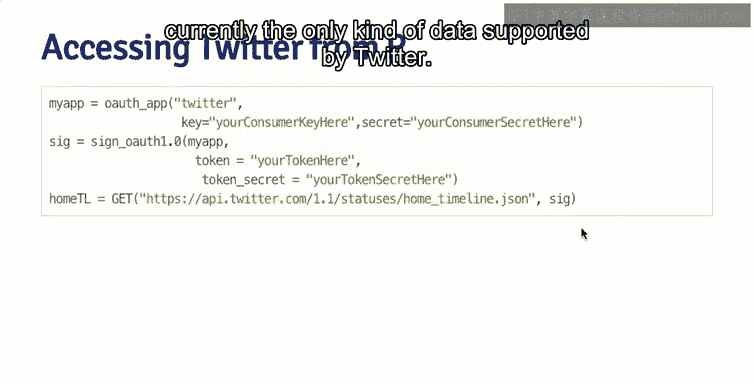 currently the only kind of data supported
by Twitter.
Accessing Twitter from R
myapp = oauth_app("twitter",
key="yourConsumerKeyHere",secret="yourConsumerSecretHere")
sig = sign_oauth1.0(myapp,
token = "yourTokenHere",
token_secret = "yourTokenSecretHere")
homeTL = GET("https://api.twitter.com/1.1/statuses/home_timeline.json", sig)